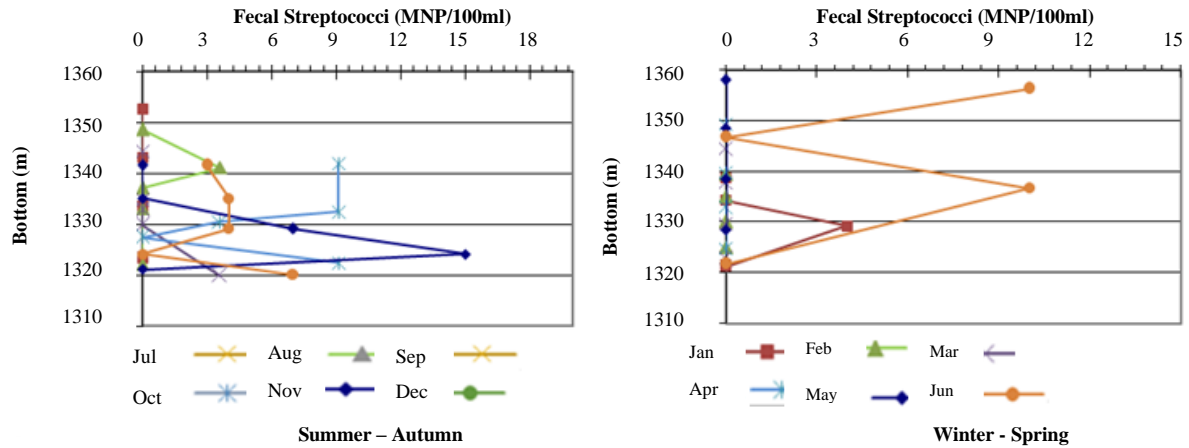 Fecal Streptococci (MNP/100ml)
0 3 6 9 12 15 18
Bottom (m)
1360
1350
1340
1330
1320
1310
Jul Aug Sep
Oct Nov Dec
Summer – Autumn
Fecal Streptococci (MNP/100ml)
0 3 6 9 12 15
Bottom (m)
1360
1350
1340
1330
1320
1310
Jan Feb Mar
Apr May Jun
Winter - Spring